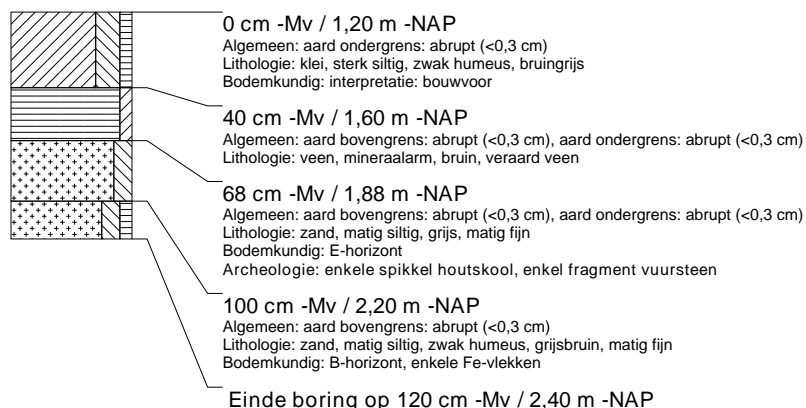 0 cm -Mv / 1,20 m -NAP
Algemeen: aard ondergrens: abrupt (<0,3 cm)
Lithologie: klei, sterk siltig, zwak humeus, bruingrijs
Bodemkundig: interpretatie: bouwvoor
40 cm -Mv / 1,60 m -NAP
Algemeen: aard bovengrens: abrupt (<0,3 cm), aard ondergrens: abrupt (<0,3 cm)
Lithologie: veen, mineraalarm, bruin, veraard veen
68 cm -Mv / 1,88 m -NAP
Algemeen: aard bovengrens: abrupt (<0,3 cm), aard ondergrens: abrupt (<0,3 cm)
Lithologie: zand, matig siltig, grijs, matig fijn
Bodemkundig: E-horizont
Archeologie: enkele spikkel houtskool, enkel fragment vuursteen
100 cm -Mv / 2,20 m -NAP
Algemeen: aard bovengrens: abrupt (<0,3 cm)
Lithologie: zand, matig siltig, zwak humeus, grijsbruin, matig fijn
Bodemkundig: B-horizont, enkele Fe-vlekken
Einde boring op 120 cm -Mv / 2,40 m -NAP